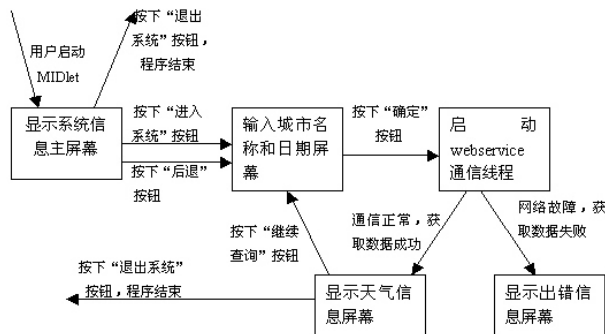 用户启动
MIDlet
按下“退出
系统”按钮，
程序结束
显示系统信
息主屏幕
按下“进入
系统”按钮
按下“后退”
按钮
输入城市名
称和日期屏
幕
按下“确定”
按钮
启 动
webservice
通信线程
按下“继续
查询”按钮
通信正常，获
取数据成功
网络故障，获
取数据失败
按下“退出系统”
按钮，程序结束
显示天气信
息屏幕
显示出错信
息屏幕